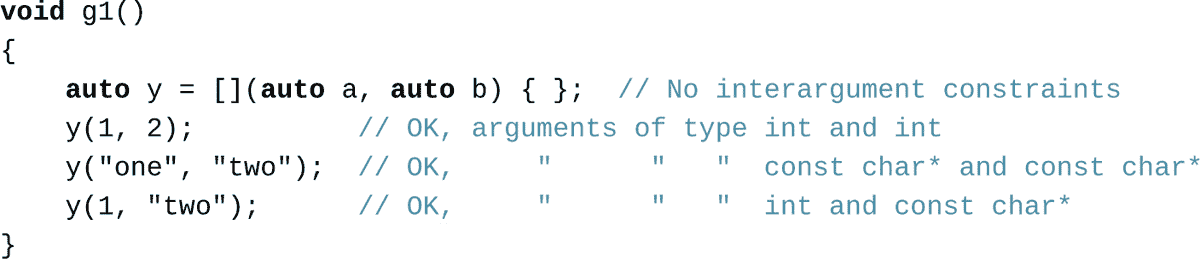 void g1()
{
    auto y = [](auto a, auto b) { };  // No interargument constraints
    y(1, 2);          // OK, arguments of type int and int
    y("one", "two");  // OK,     "      "   "  const char* and const char*
    y(1, "two");      // OK,     "      "   "  int and const char*
}